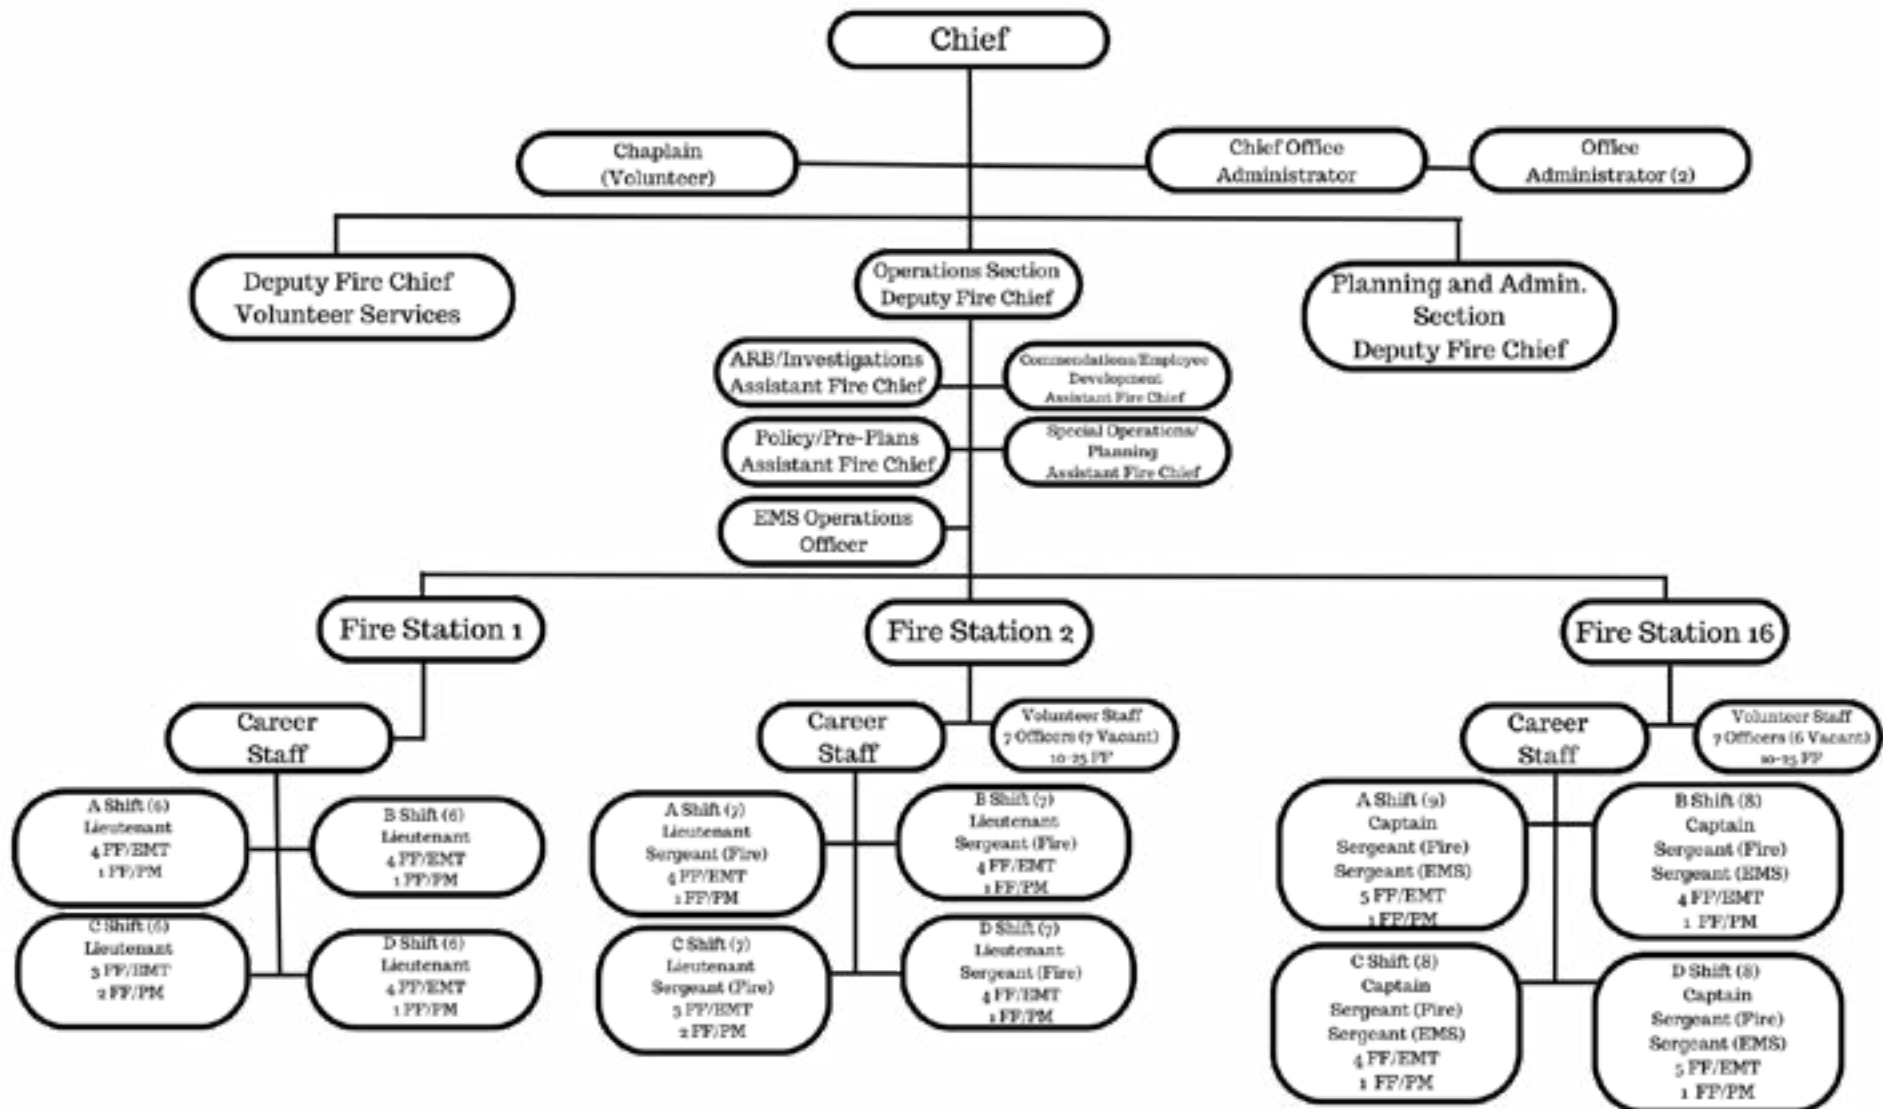 Chief
Chaplain
(Volunteer)
Chief Office
Administrator
Office
Administrator (2)
Deputy Fire Chief
Volunteer Services
Operations Section
Deputy Fire Chief
Planning and Admin.
Section
Deputy Fire Chief
ARB/Investigations
Assistant Fire Chief
Commendations/Employee
Development
Assistant Fire Chief
Policy/Pre-Plans
Assistant Fire Chief
Special Operations/
Planning
Assistant Fire Chief
EMS Operations
Officer
Fire Station 1
Fire Station 2
Fire Station 16
Career
Staff
A Shift (6)
Lieutenant
4 FF/EMT
1 FF/PM
B Shift (6)
Lieutenant
4 FF/EMT
1 FF/PM
C Shift (6)
Lieutenant
3 FF/EMT
2 FF/PM
D Shift (6)
Lieutenant
4 FF/EMT
1 FF/PM
Career
Staff
Volunteer Staff
7 Officers (7 Vacant)
10-25 FF
A Shift (7)
Lieutenant
Sergeant (Fire)
4 FF/EMT
1 FF/PM
B Shift (7)
Lieutenant
Sergeant (Fire)
4 FF/EMT
1 FF/PM
C Shift (7)
Lieutenant
Sergeant (Fire)
3 FF/EMT
2 FF/PM
D Shift (7)
Lieutenant
Sergeant (Fire)
4 FF/EMT
1 FF/PM
Career
Staff
Volunteer Staff
7 Officers (6 Vacant)
10-25 FF
A Shift (9)
Captain
Sergeant (Fire)
Sergeant (EMS)
5 FF/EMT
1 FF/PM
B Shift (8)
Captain
Sergeant (Fire)
Sergeant (EMS)
4 FF/EMT
1 FF/PM
C Shift (8)
Captain
Sergeant (Fire)
Sergeant (EMS)
4 FF/EMT
1 FF/PM
D Shift (8)
Captain
Sergeant (Fire)
Sergeant (EMS)
5 FF/EMT
1 FF/PM